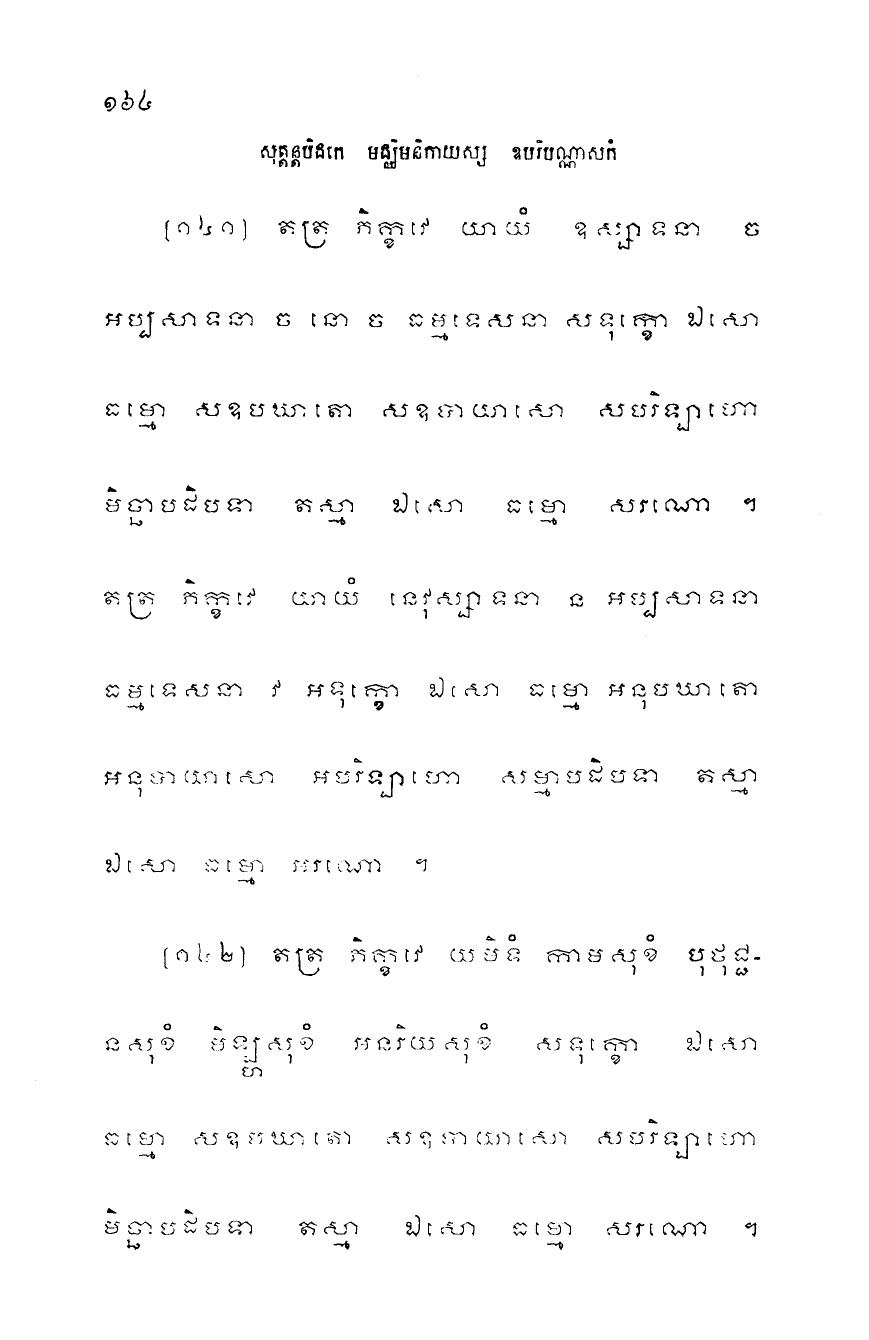 ១៦៤
សុត្តន្តបិដកេ មជ្ឈិមនិកាយស្ស ឧបរិបណ្ណាសកំ
[១៤១] តត្រ ភិក្ខវេ យាយំ ឧស្សាទនា ច
អប្បសាទនា ច នោ ច ធម្មទេសនា សទុក្ខោ ឯសោ
ធម្មោ សឧបឃាតោ សឧបាយាសោ សបរិឡាហោ
មិច្ឆាបដិបទា តស្មា ឯសោ ធម្មោ សរណោ ។
តត្រ ភិក្ខវេ យាយំ នេវុស្សាទនា ន អប្បសាទនា
ធម្មទេសនា វ អទុក្ខោ ឯសោ ធម្មោ អនុបឃាតោ
អនុបាយាសោ អបរិឡាហោ សម្មាបដិបទា តស្មា
ឯសោ ធម្មោ អរណោ ។
[១៤២] តត្រ ភិក្ខវេ យមិទំ កាមសុខំ បុថុជ្ជ-
នសុខំ មិឡ្ហសុខំ អនរិយសុខំ សទុក្ខោ ឯសោ
ធម្មោ សឧបឃាតោ សឧបាយាសោ សបរិឡាហោ
មិច្ឆាបដិបទា តស្មា ឯសោ ធម្មោ សរណោ ។